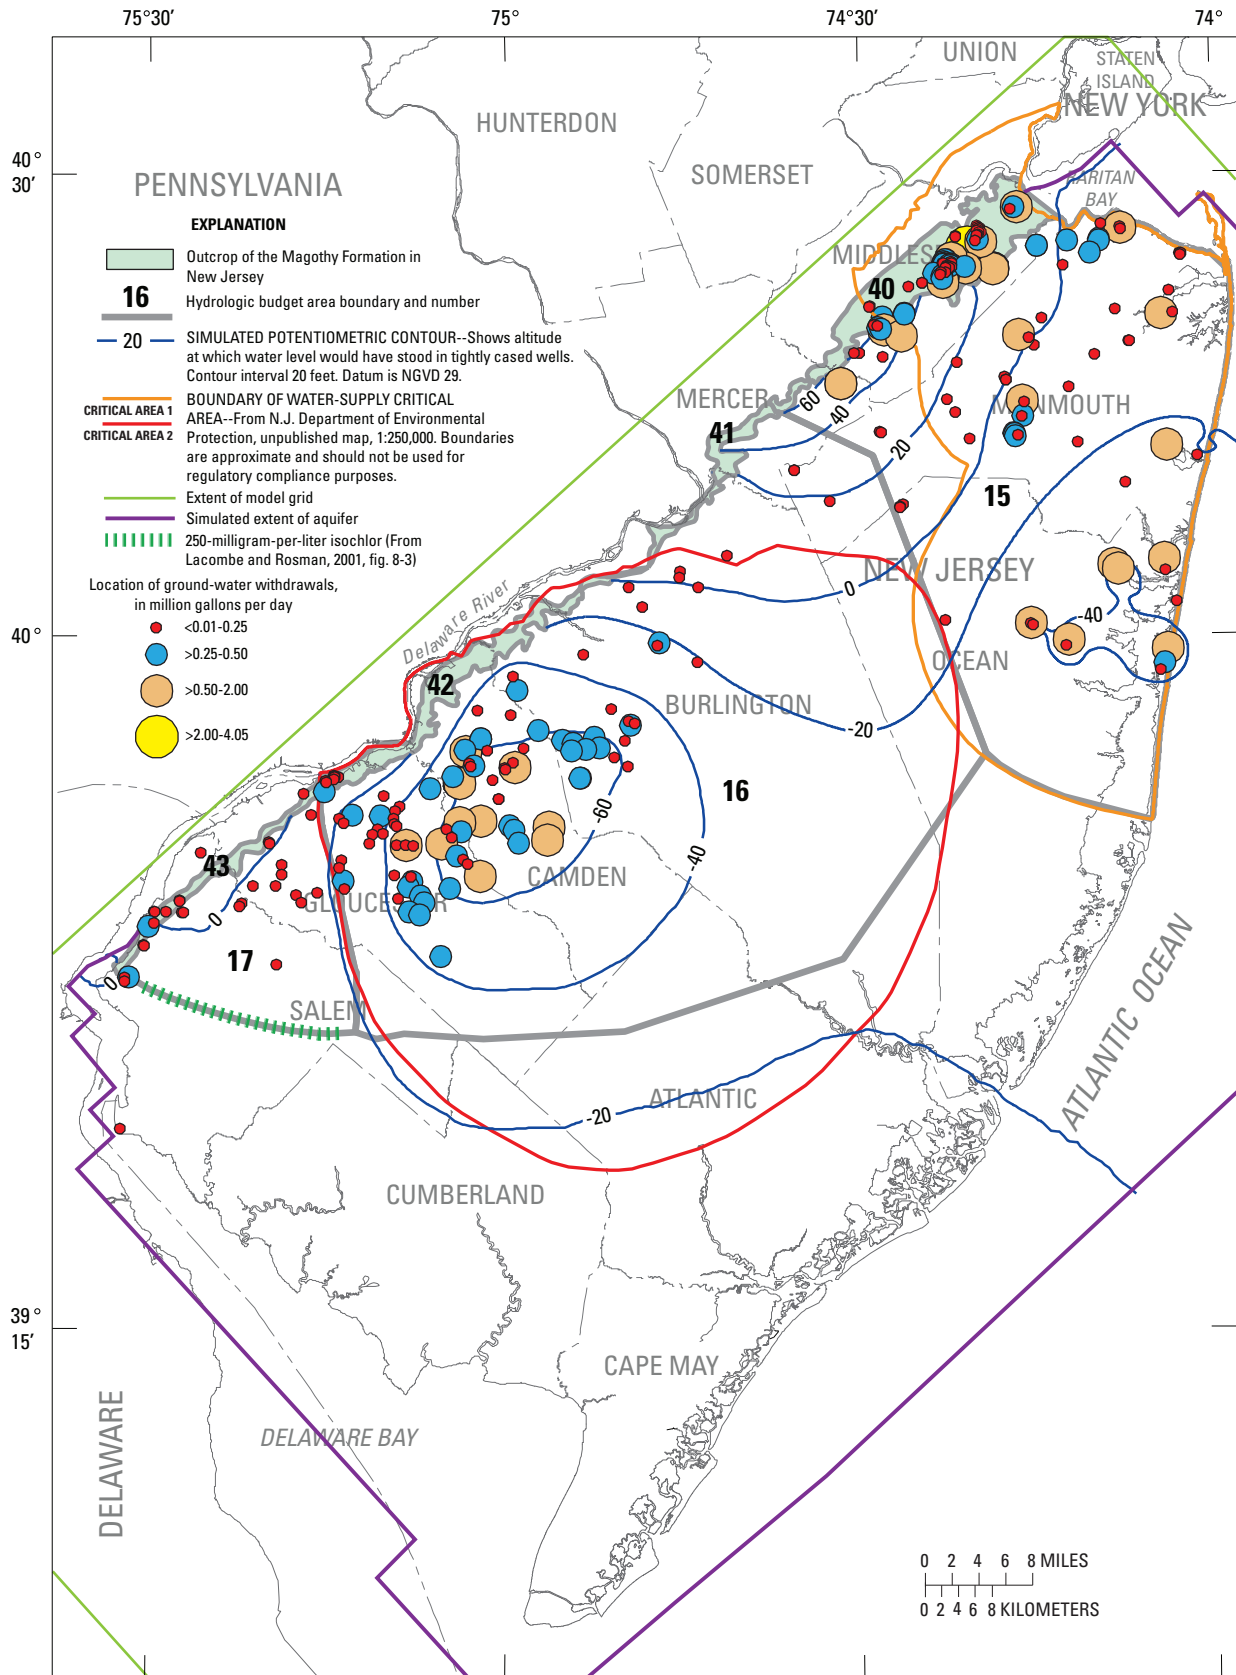 75°30'
75°
74°30'
74°
UNION
STATEN
ISLAND
NEW YORK
HUNTERDON
40°
30'
SOMERSET
RARITAN
BAY
PENNSYLVANIA
EXPLANATION
Outcrop of the Magothy Formation in
New Jersey
16
Hydrologic budget area boundary and number
20
SIMULATED POTENTIOMETRIC CONTOUR--Shows altitude
at which water level would have stood in tightly cased wells.
Contour interval 20 feet. Datum is NGVD 29.
BOUNDARY OF WATER-SUPPLY CRITICAL
CRITICAL AREA 1
AREA--From N.J. Department of Environmental
CRITICAL AREA 2
Protection, unpublished map, 1:250,000. Boundaries
are approximate and should not be used for
regulatory compliance purposes.
Extent of model grid
Simulated extent of aquifer
250-milligram-per-liter isochlor (From
Lacombe and Rosman, 2001, fig. 8-3)
Location of ground-water withdrawals,
in million gallons per day
<0.01-0.25
>0.25-0.50
>0.50-2.00
>2.00-4.05
MIDDLESEX
40
MERCER
60
40
20
41
MONMOUTH
15
NEW JERSEY
0
-40
Delaware River
40°
OCEAN
42
BURLINGTON
-20
16
-60
-40
CAMDEN
43
GLOUCESTER
0
17
0
SALEM
ATLANTIC OCEAN
ATLANTIC
-20
CUMBERLAND
39°
15'
CAPE MAY
DELAWARE
DELAWARE BAY
0 2 4 6 8 MILES
0 2 4 6 8 KILOMETERS